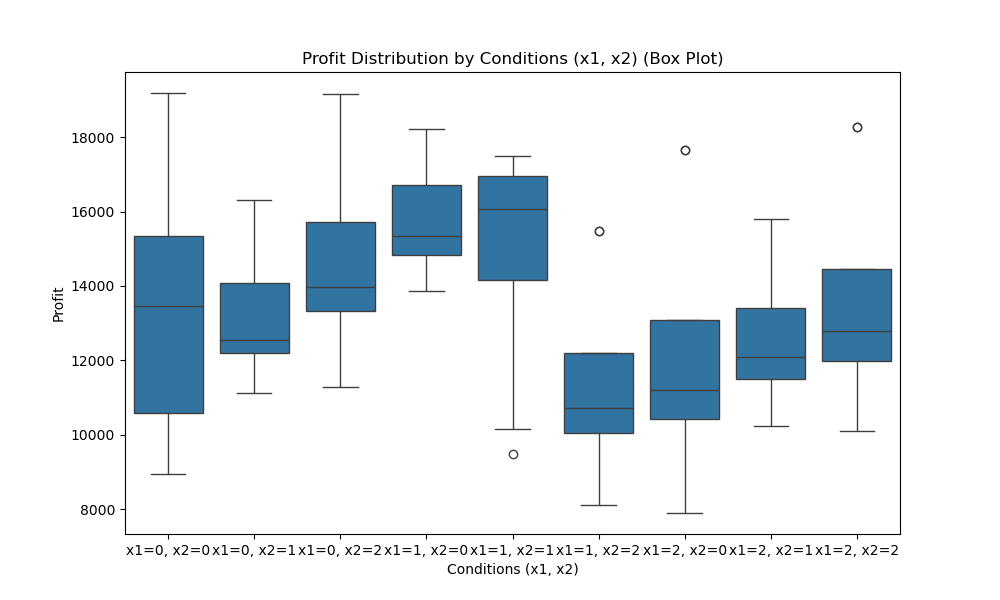 Profit Distribution by Conditions (x1, x2) (Box Plot)
Profit
18000
16000
14000
12000
10000
8000
x1=0, x2=0 x1=0, x2=1 x1=0, x2=2 x1=1, x2=0 x1=1, x2=1 x1=1, x2=2 x1=2, x2=0 x1=2, x2=1 x1=2, x2=2
Conditions (x1, x2)